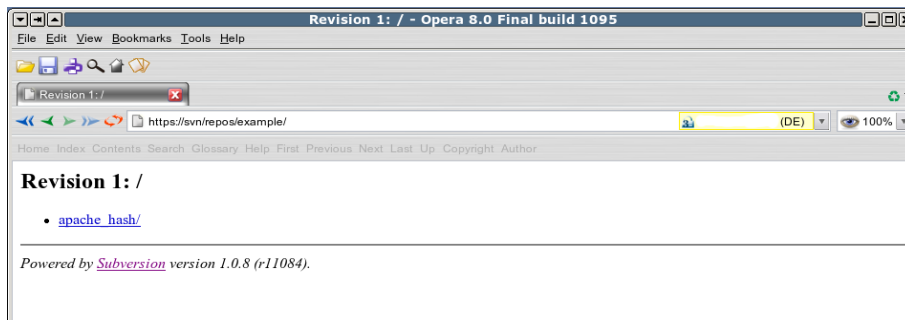 Revision 1: / - Opera 8.0 Final build 1095
File Edit View Bookmarks Tools Help
Revision 1: /
https://svn/repos/example/ (DE) 100%
Home Index Contents Search Glossary Help First Previous Next Last Up Copyright Author
Revision 1: /
• apache_hash/
Powered by Subversion version 1.0.8 (r11084).